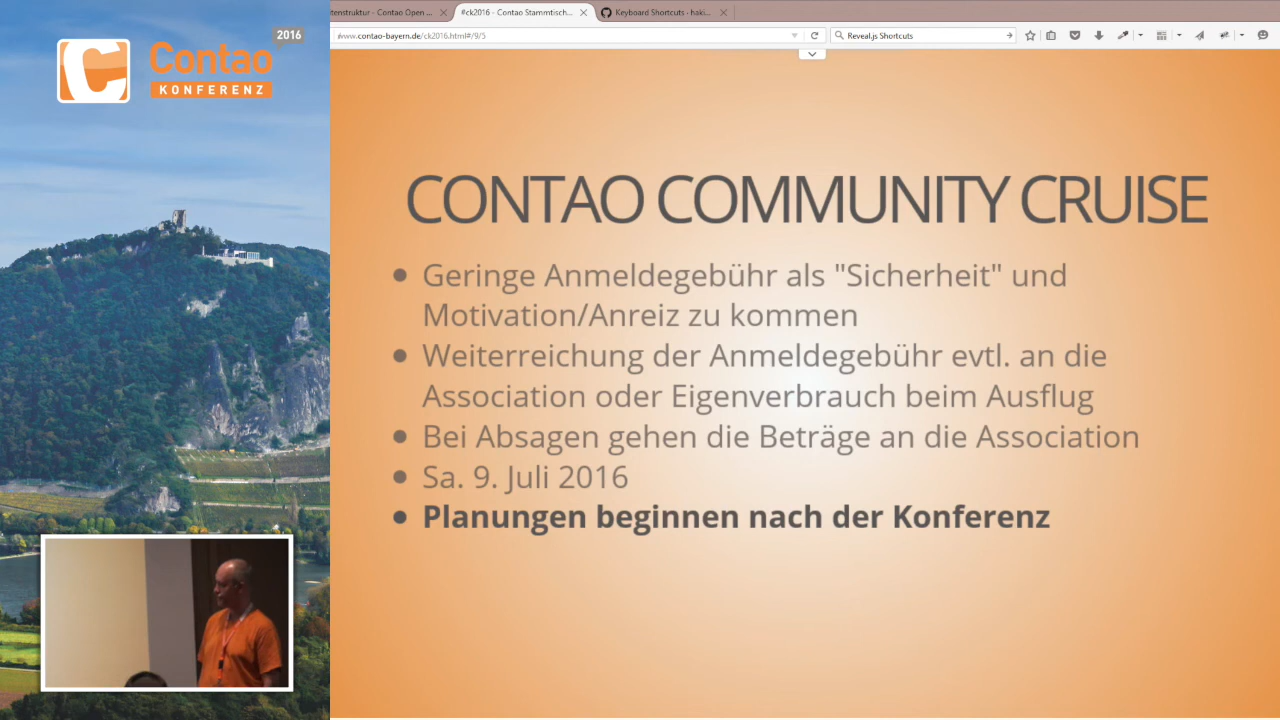 2016
Contao
KONFERENZ
tenstruktur - Contao Open ...
#ck2016 - Contao Stammtisch...
Keyboard Shortcuts · haki...
www.contao-bayern.de/ck2016.html#/9/5
Reveal.js Shortcuts
CONTAO COMMUNITY CRUISE
Geringe Anmeldegebühr als "Sicherheit" und
Motivation/Anreiz zu kommen
Weiterreichung der Anmeldegebühr evtl. an die
Association oder Eigenverbrauch beim Ausflug
Bei Absagen gehen die Beträge an die Association
Sa. 9. Juli 2016
Planungen beginnen nach der Konferenz